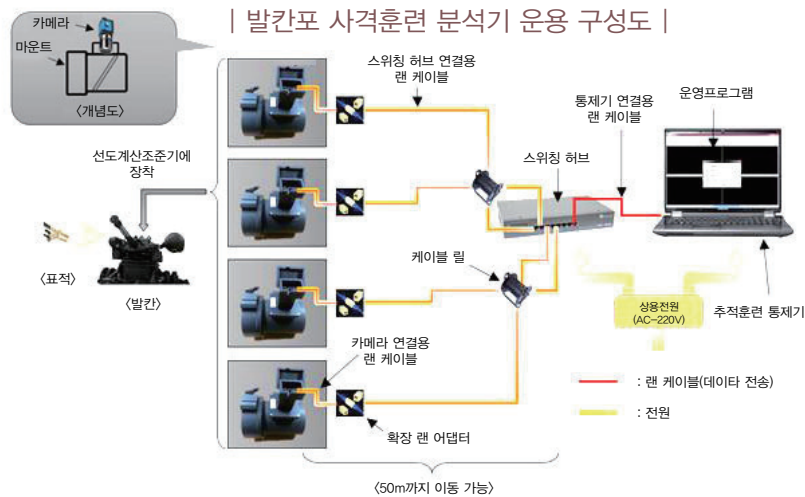 | 발칸포 사격훈련 분석기 운용 구성도 |
카메라
마운트
〈개념도〉
스위칭 허브 연결용
랜 케이블
통제기 연결용
랜 케이블
운영프로그램
선도계산조준기에
장착
스위칭 허브
〈표적〉
〈발칸〉
케이블 릴
상용전원
(AC-220V)
추적훈련 통제기
카메라 연결용
랜 케이블
확장 랜 어댑터
: 랜 케이블(데이타 전송)
: 전원
〈50m까지 이동 가능〉